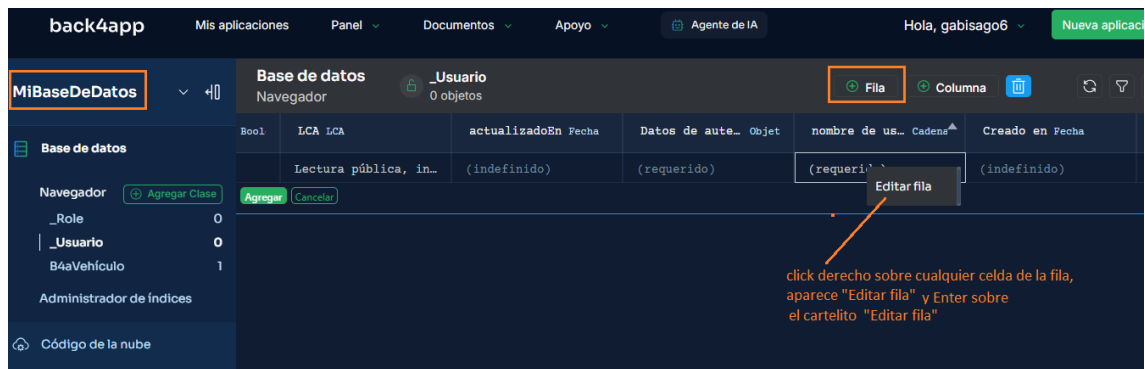 back4app
Mis aplicaciones
Panel
Documentos
Apoyo
Agente de IA
Hola, gabisago6
Nueva aplicaci
MiBaseDeDatos
Base de datos
Navegador
_Usuario
0 objetos
Fila
Columna
Bool
LCA LCA
actualizadoEn Fecha
Datos de aute… Objet
nombre de us… Cadena
Creado en Fecha
Lectura pública, in…
(indefinido)
(requerido)
(requerido)
(indefinido)
Editar fila
Agregar
Cancelar
Base de datos
Navegador
Agregar Clase
_Role 0
_Usuario 0
B4aVehículo 1
Administrador de índices
Código de la nube
click derecho sobre cualquier celda de la fila,
aparece "Editar fila" y Enter sobre
el cartelito "Editar fila"